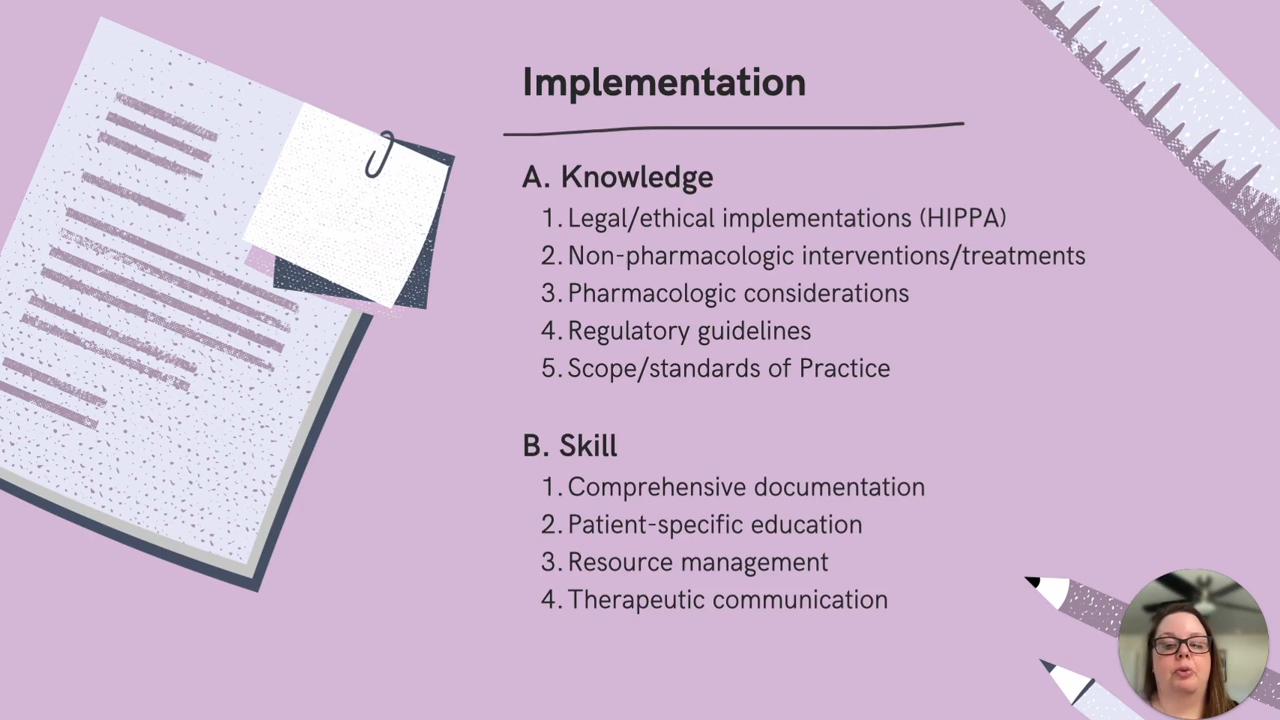 Implementation
A. Knowledge
1. Legal/ethical implementations (HIPPA)
2. Non-pharmacologic interventions/treatments
3. Pharmacologic considerations
4. Regulatory guidelines
5. Scope/standards of Practice
B. Skill
1. Comprehensive documentation
2. Patient-specific education
3. Resource management
4. Therapeutic communication